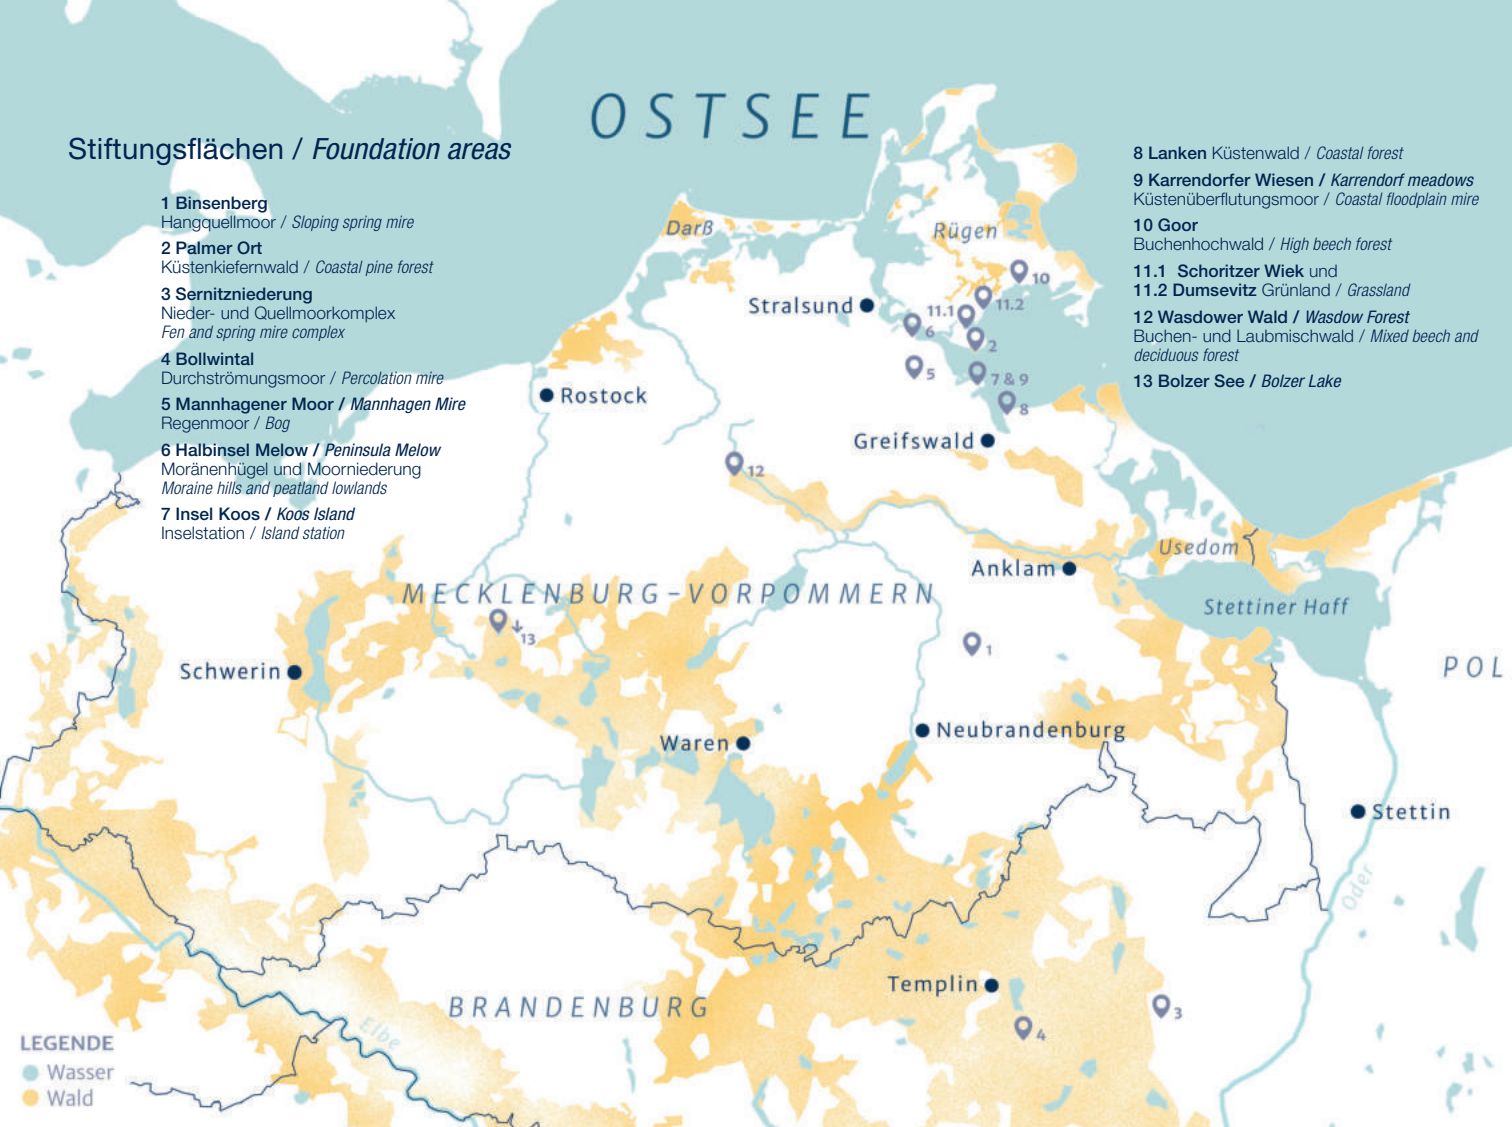 OSTSEE
Stiftungsflächen / Foundation areas
1 Binsenberg
Hangquellmoor / Sloping spring mire
2 Palmer Ort
Küstenkiefernwald / Coastal pine forest
3 Sernitzniederung
Nieder- und Quellmoorkomplex
Fen and spring mire complex
4 Bollwintal
Durchströmungsmoor / Percolation mire
5 Mannhagener Moor / Mannhagen Mire
Regenmoor / Bog
6 Halbinsel Melow / Peninsula Melow
Moränenhügel und Moorniederung
Moraine hills and peatland lowlands
7 Insel Koos / Koos Island
Inselstation / Island station
8 Lanken Küstenwald / Coastal forest
9 Karrendorfer Wiesen / Karrendorf meadows
Küstenüberflutungsmoor / Coastal floodplain mire
10 Goor
Buchenhochwald / High beech forest
11.1 Schoritzer Wiek und
11.2 Dumsevitz Grünland / Grassland
12 Wasdower Wald / Wasdow Forest
Buchen- und Laubmischwald / Mixed beech and
deciduous forest
13 Bolzer See / Bolzer Lake
Darß
Rügen
10
Stralsund
11.1
11.2
6
2
5
7 & 9
8
Rostock
Greifswald
12
Usedom
Anklam
MECKLENBURG-VORPOMMERN
Stettiner Haff
13
1
Schwerin
POL
Waren
Neubrandenburg
Stettin
Oder
Templin
BRANDENBURG
3
4
Elbe
LEGENDE
Wasser
Wald